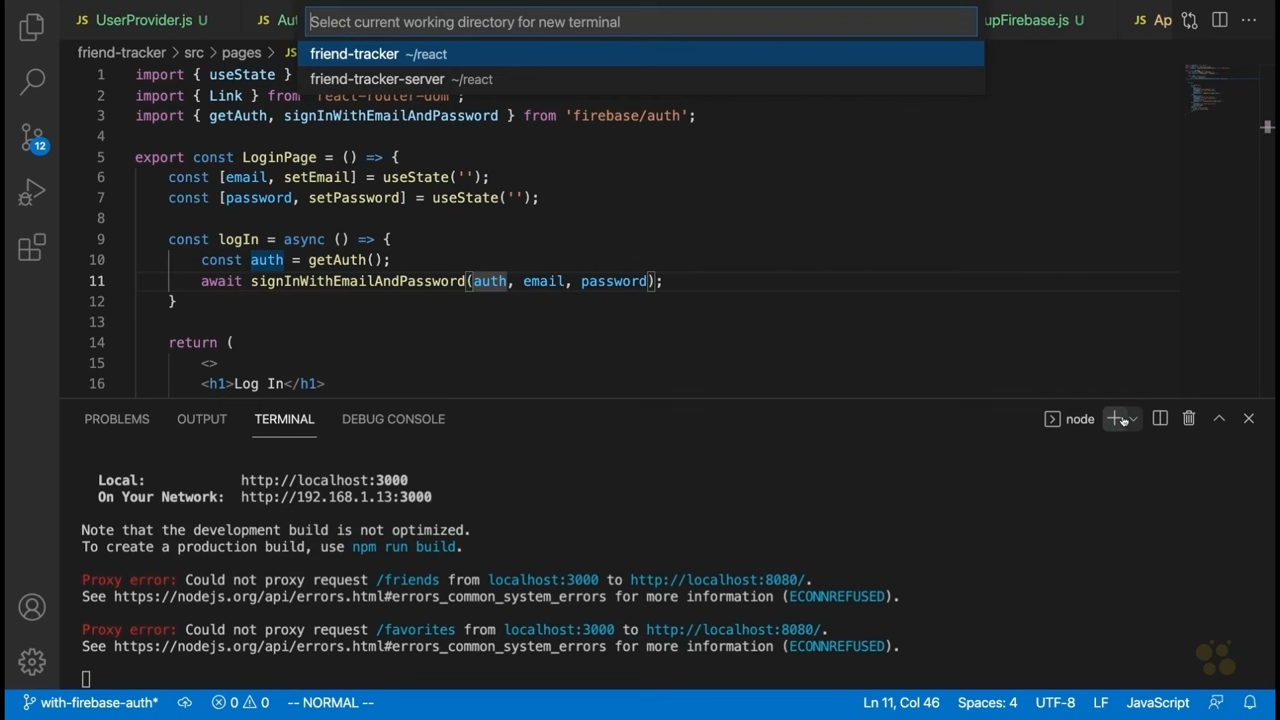 JS UserProvider.js U
JS Aut
Select current working directory for new terminal
upFirebase.js U
JS Ap
friend-tracker ~/react
friend-tracker-server ~/react
friend-tracker > src > pages > JS
1 import { useState }
2 import { Link } from 'react-router-dom';
3 import { getAuth, signInWithEmailAndPassword } from 'firebase/auth';
4
5 export const LoginPage = () => {
6 const [email, setEmail] = useState('');
7 const [password, setPassword] = useState('');
8
9 const logIn = async () => {
10 const auth = getAuth();
11 await signInWithEmailAndPassword(auth, email, password);
12 }
13
14 return (
15 <>
16 <h1>Log In</h1>
12
PROBLEMS OUTPUT TERMINAL DEBUG CONSOLE node
Local: http://localhost:3000
On Your Network: http://192.168.1.13:3000
Note that the development build is not optimized.
To create a production build, use npm run build.
Proxy error: Could not proxy request /friends from localhost:3000 to http://localhost:8080/.
See https://nodejs.org/api/errors.html#errors_common_system_errors for more information (ECONNREFUSED).
Proxy error: Could not proxy request /favorites from localhost:3000 to http://localhost:8080/.
See https://nodejs.org/api/errors.html#errors_common_system_errors for more information (ECONNREFUSED).
with-firebase-auth* 0 0 -- NORMAL -- Ln 11, Col 46 Spaces: 4 UTF-8 LF JavaScript